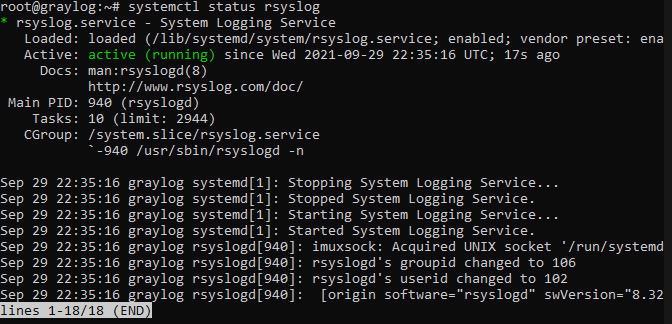 root@graylog:~# systemctl status rsyslog
* rsyslog.service - System Logging Service
   Loaded: loaded (/lib/systemd/system/rsyslog.service; enabled; vendor preset: ena
   Active: active (running) since Wed 2021-09-29 22:35:16 UTC; 17s ago
     Docs: man:rsyslogd(8)
           http://www.rsyslog.com/doc/
 Main PID: 940 (rsyslogd)
    Tasks: 10 (limit: 2944)
   CGroup: /system.slice/rsyslog.service
           `-940 /usr/sbin/rsyslogd -n

Sep 29 22:35:16 graylog systemd[1]: Stopping System Logging Service...
Sep 29 22:35:16 graylog systemd[1]: Stopped System Logging Service.
Sep 29 22:35:16 graylog systemd[1]: Starting System Logging Service...
Sep 29 22:35:16 graylog systemd[1]: Started System Logging Service.
Sep 29 22:35:16 graylog rsyslogd[940]: imuxsock: Acquired UNIX socket '/run/systemd
Sep 29 22:35:16 graylog rsyslogd[940]: rsyslogd's groupid changed to 106
Sep 29 22:35:16 graylog rsyslogd[940]: rsyslogd's userid changed to 102
Sep 29 22:35:16 graylog rsyslogd[940]:  [origin software="rsyslogd" swVersion="8.32
lines 1-18/18 (END)